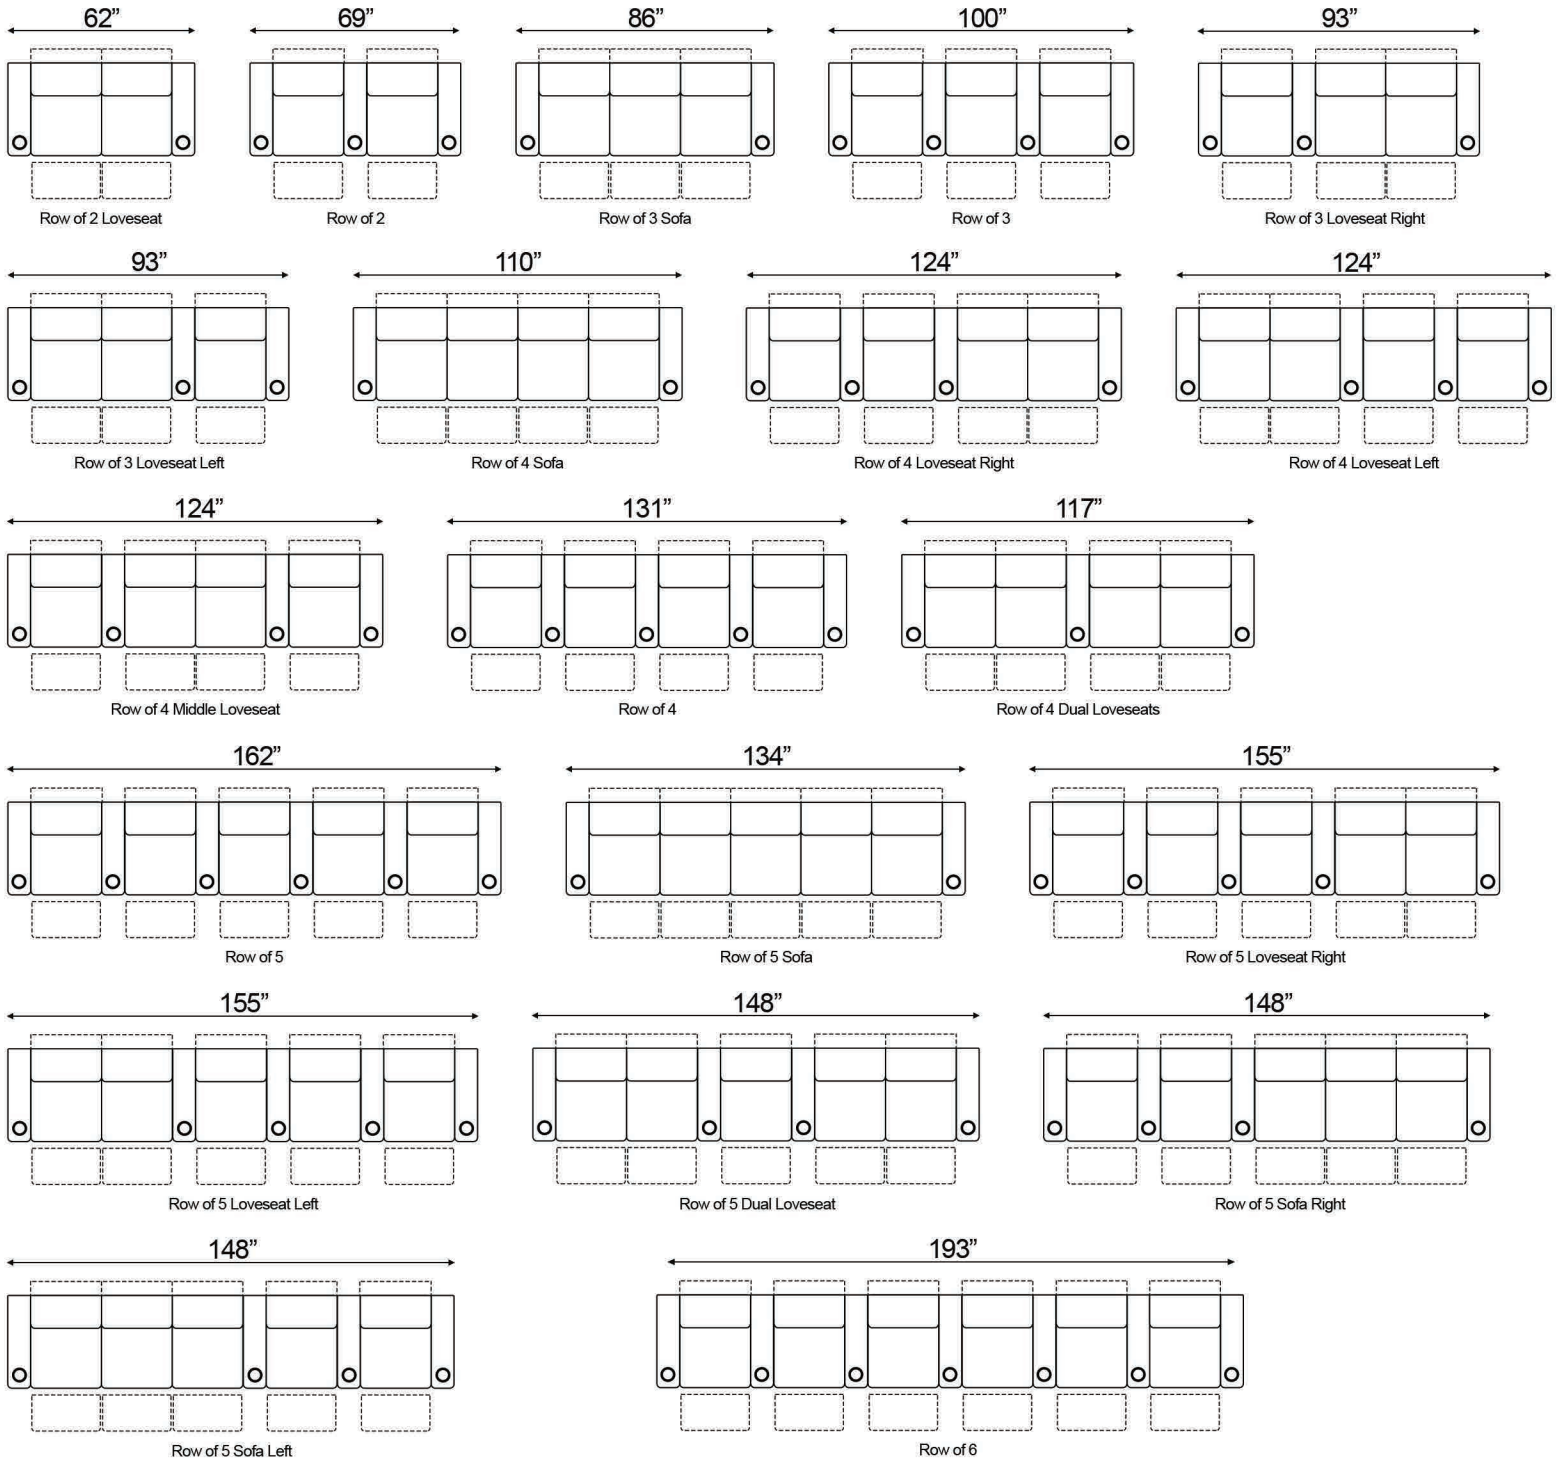 62” 69” 86” 100” 93”
Row of 2 Loveseat Row of 2 Row of 3 Sofa Row of 3 Row of 3 Loveseat Right
93” 110” 124” 124”
Row of 3 Loveseat Left Row of 4 Sofa Row of 4 Loveseat Right Row of 4 Loveseat Left
124” 131” 117”
Row of 4 Middle Loveseat Row of 4 Row of 4 Dual Loveseats
162” 134” 155”
Row of 5 Row of 5 Sofa Row of 5 Loveseat Right
155” 148” 148”
Row of 5 Loveseat Left Row of 5 Dual Loveseat Row of 5 Sofa Right
148” 193”
Row of 5 Sofa Left Row of 6